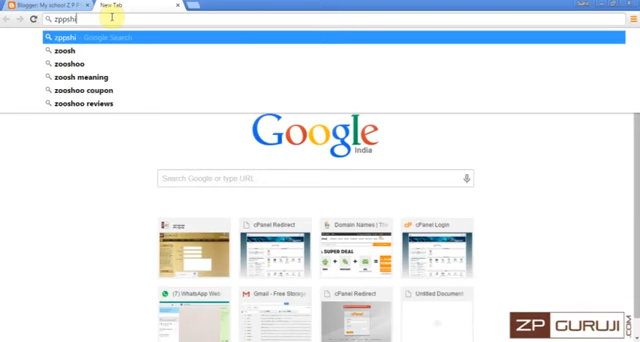 Blogger: My school Z P P
New Tab
zppshi
zppshi - Google Search
zoosh
zooshoo
zoosh meaning
zooshoo coupon
zooshoo reviews
Google
India
Search Google or type URL
cPanel Redirect
Domain Names | The
cPanel Login
SUPER DEAL
(7) WhatsApp Web
Gmail - Free Storage
cPanel Redirect
Untitled Document
ZP GURUJI.COM